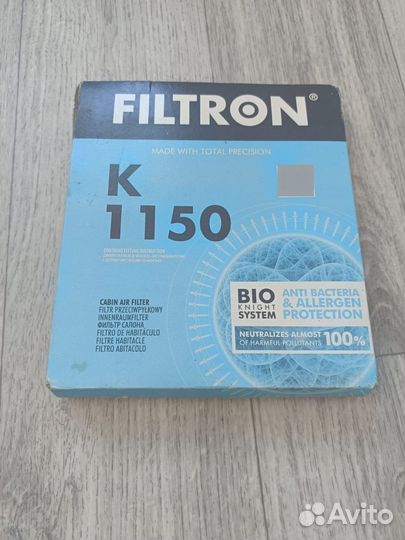 FILTRON®
MADE WITH TOTAL PRECISION
K
1150
CABIN AIR FILTER
FILTR PRZECIWPYŁKOWY
INNENRAUMFILTER
ФИЛЬТР САЛОНА
FILTRO DE HABITÁCULO
FILTRE HABITACLE
FILTRO ABITACOLO
BIO
KNIGHT
SYSTEM
ANTI BACTERIA
& ALLERGEN
PROTECTION
NEUTRALIZES ALMOST
OF HARMFUL POLLUTANTS 100%
Avito